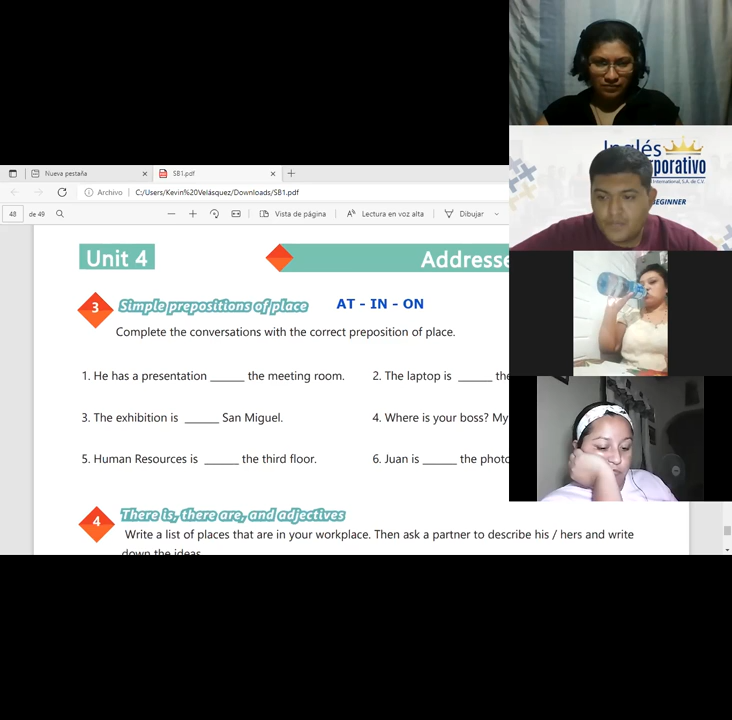 Nueva pestaña
SB1.pdf
Archivo
C:/Users/Kevin%20Velásquez/Downloads/SB1.pdf
48 de 49
Vista de página
Lectura en voz alta
Dibujar
Inglés
porativo
International, S.A. de C.V.
EGINNER
Unit 4
Addresse
3 Simple prepositions of place AT - IN - ON
Complete the conversations with the correct preposition of place.
1. He has a presentation ______ the meeting room. 2. The laptop is ______ the
3. The exhibition is ______ San Miguel. 4. Where is your boss? My
5. Human Resources is ______ the third floor. 6. Juan is ______ the photo
4 There is, there are, and adjectives
Write a list of places that are in your workplace. Then ask a partner to describe his / hers and write
down the ideas.